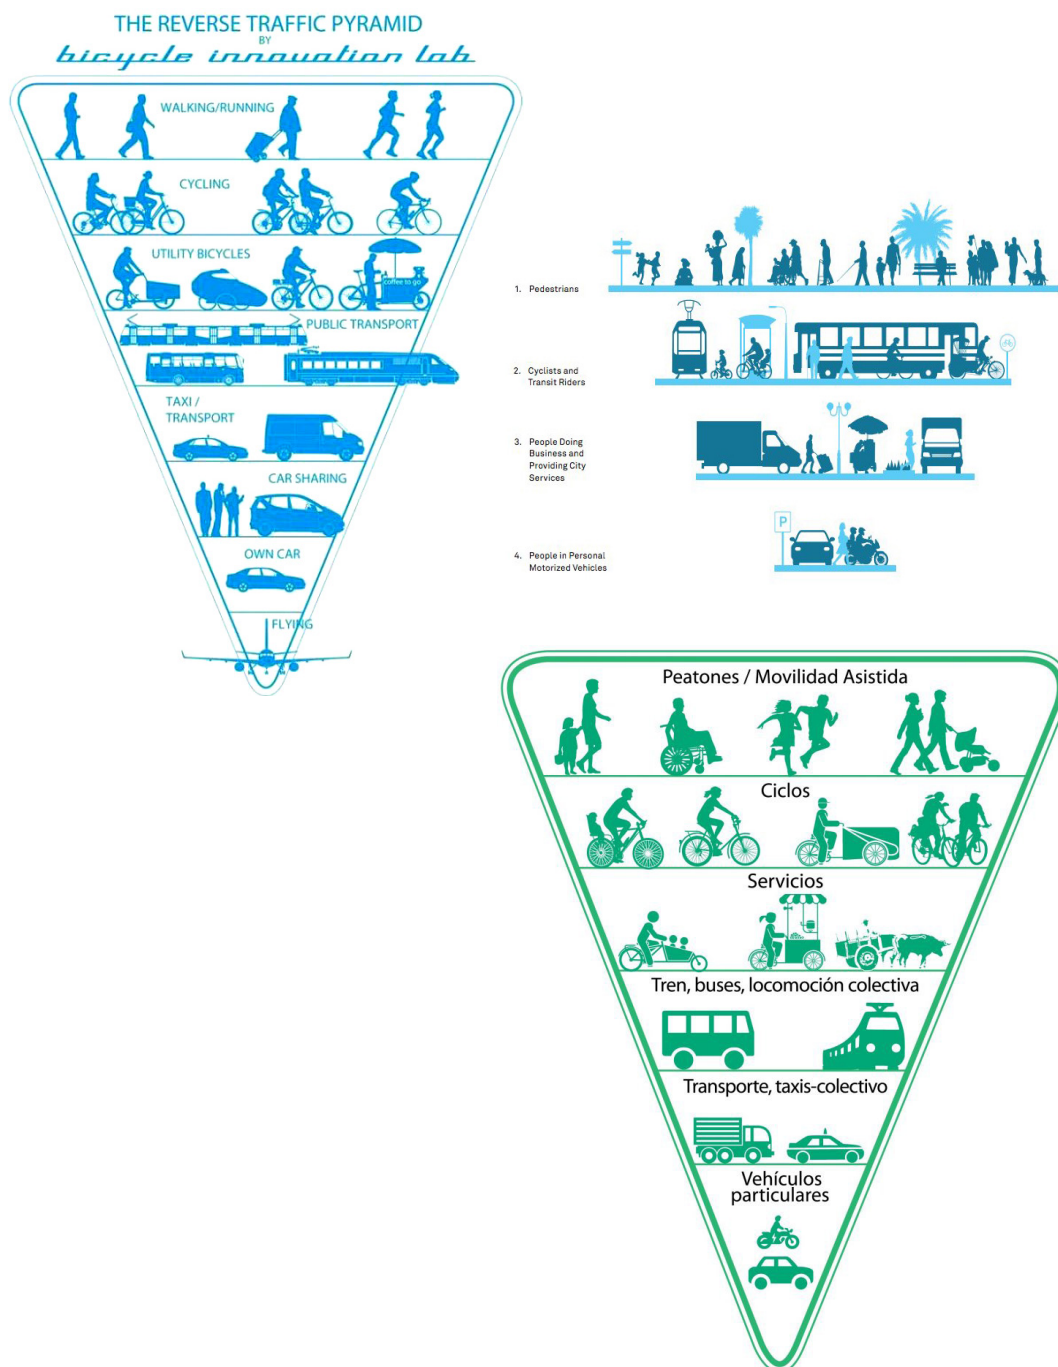 THE REVERSE TRAFFIC PYRAMID
BY
bicycle innovation lab
WALKING/RUNNING
CYCLING
UTILITY BICYCLES
coffee to go
PUBLIC TRANSPORT
TAXI /
TRANSPORT
CAR SHARING
OWN CAR
FLYING
1. Pedestrians
2. Cyclists and
Transit Riders
3. People Doing
Business and
Providing City
Services
P
4. People in Personal
Motorized Vehicles
Peatones / Movilidad Asistida
Ciclos
Servicios
Tren, buses, locomoción colectiva
Transporte, taxis-colectivo
Vehículos
particulares